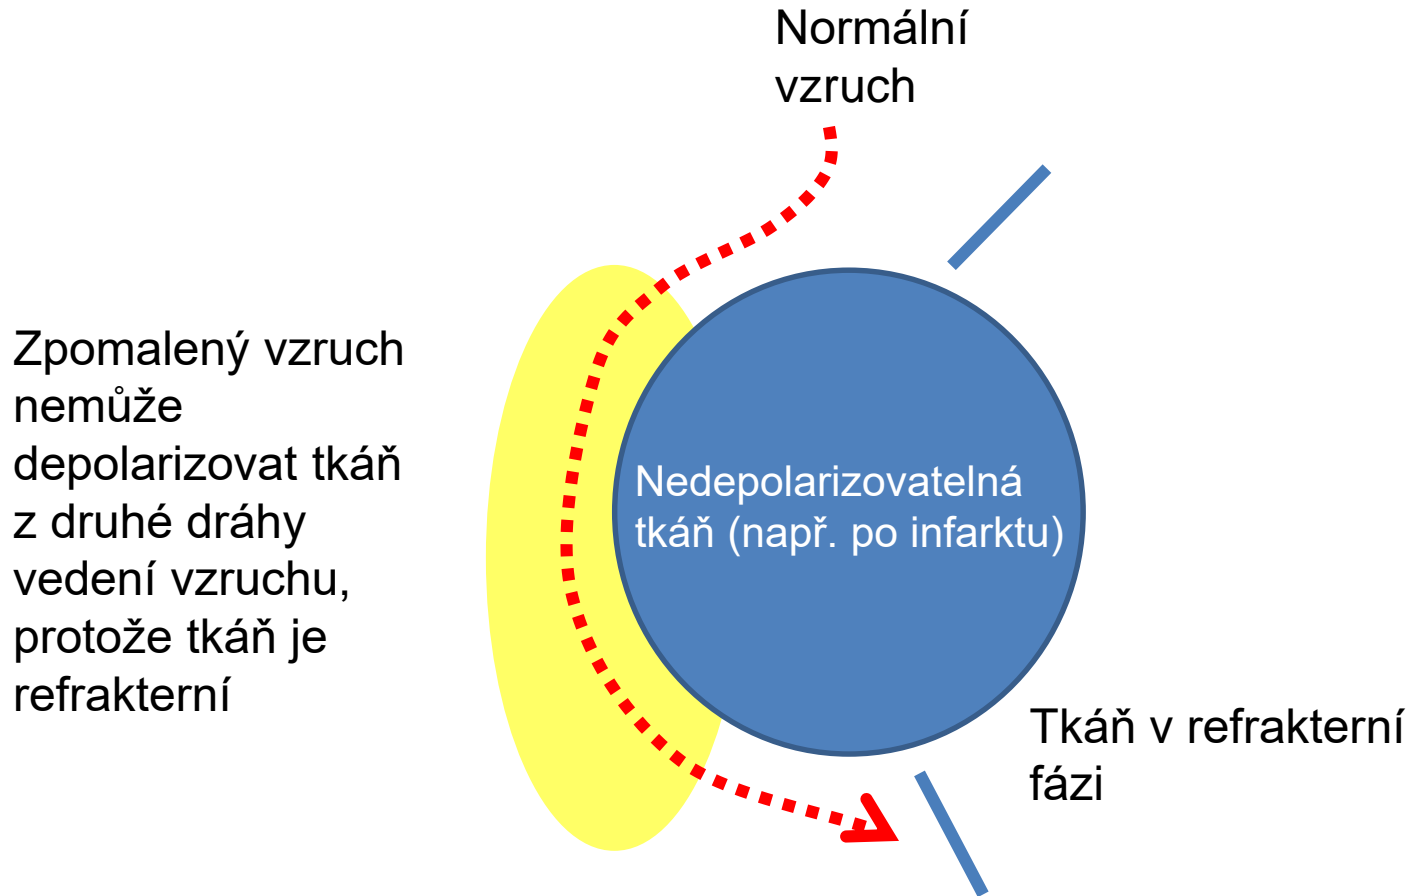 Normální
vzruch
Zpomalený vzruch
nemůže
depolarizovat tkáň
z druhé dráhy
vedení vzruchu,
protože tkáň je
refrakterní
Nedepolarizovatelná
tkáň (např. po infarktu)
Tkáň v refrakterní
fázi